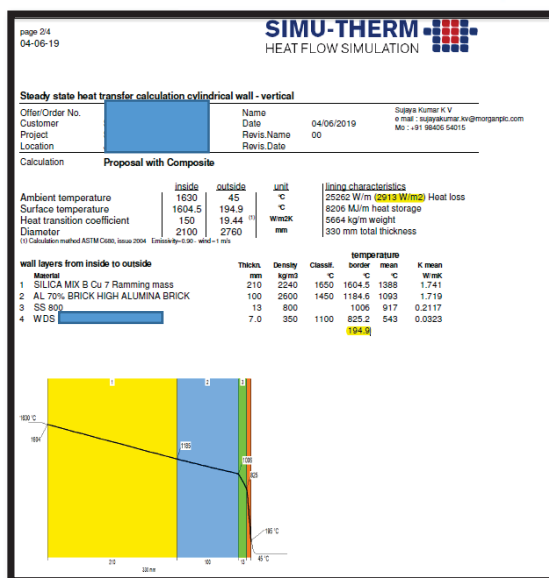 page 2/4
04-06-19
SIMU-THERM
HEAT FLOW SIMULATION
Steady state heat transfer calculation cylindrical wall - vertical
Offer/Order No. Name Sujaya Kumar K V
Customer Date 04/06/2019 e mail : sujayakumar.kv@morganplc.com
Project Revis.Name 00 Mo : +91 98406 54015
Location Revis.Date
Calculation Proposal with Composite
inside outside unit lining characteristics
Ambient temperature 1630 45 °C 25262 W/m (2913 W/m2) Heat loss
Surface temperature 1604.5 194.9 °C 8206 MJ/m heat storage
Heat transition coefficient 150 19.44 (1) W/m2K 5664 kg/m weight
Diameter 2100 2760 mm 330 mm total thickness
(1) Calculation method ASTM C680, issue 2004 Emissivity=0.90 - wind = 1 m/s
temperature
wall layers from inside to outside Thickn. Density Classif. border mean K mean
Material mm kg/m3 °C °C °C W/mK
1 SILICA MIX B Cu 7 Ramming mass 210 2240 1650 1604.5 1388 1.741
2 AL 70% BRICK HIGH ALUMINA BRICK 100 2600 1450 1184.6 1093 1.719
3 SS 800 13 800 1006 917 0.2117
4 WDS 7.0 350 1100 825.2 543 0.0323
194.9
1 2 3
1630 °C
1604
1185
825
195 °C
45 °C
210 100 13
330 mm